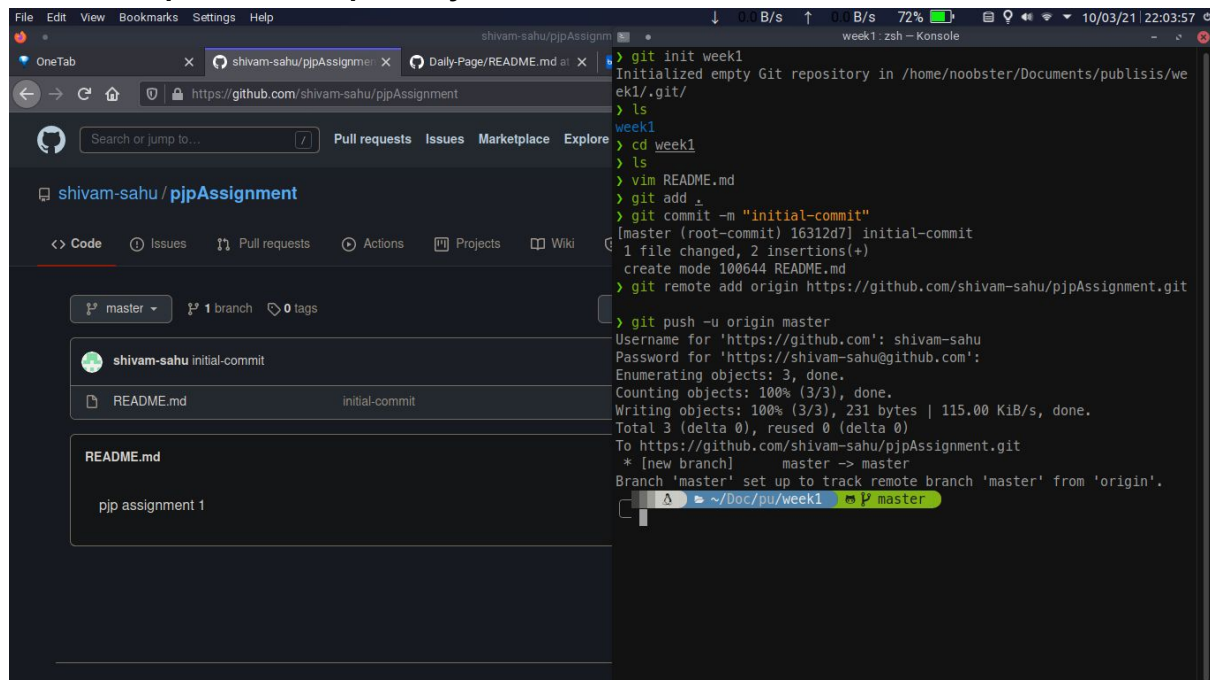 File Edit View Bookmarks Settings Help
B/s B/s 72% 10/03/21 22:03:57
shivam-sahu/pjpAssignm
week1 : zsh — Konsole
OneTab
shivam-sahu/pjpAssignmen
Daily-Page/README.md at
https://github.com/shivam-sahu/pjpAssignment
Search or jump to... /
Pull requests Issues Marketplace Explore
shivam-sahu / pjpAssignment
Code Issues Pull requests Actions Projects Wiki
master 1 branch 0 tags
shivam-sahu initial-commit
README.md initial-commit
README.md
pjp assignment 1
❯ git init week1
Initialized empty Git repository in /home/noobster/Documents/publisis/we
ek1/.git/
❯ ls
week1
❯ cd week1
❯ ls
❯ vim README.md
❯ git add .
❯ git commit -m "initial-commit"
[master (root-commit) 16312d7] initial-commit
1 file changed, 2 insertions(+)
create mode 100644 README.md
❯ git remote add origin https://github.com/shivam-sahu/pjpAssignment.git
❯ git push -u origin master
Username for 'https://github.com': shivam-sahu
Password for 'https://shivam-sahu@github.com':
Enumerating objects: 3, done.
Counting objects: 100% (3/3), done.
Writing objects: 100% (3/3), 231 bytes | 115.00 KiB/s, done.
Total 3 (delta 0), reused 0 (delta 0)
To https://github.com/shivam-sahu/pjpAssignment.git
* [new branch] master -> master
Branch 'master' set up to track remote branch 'master' from 'origin'.
~/Doc/pu/week1 master